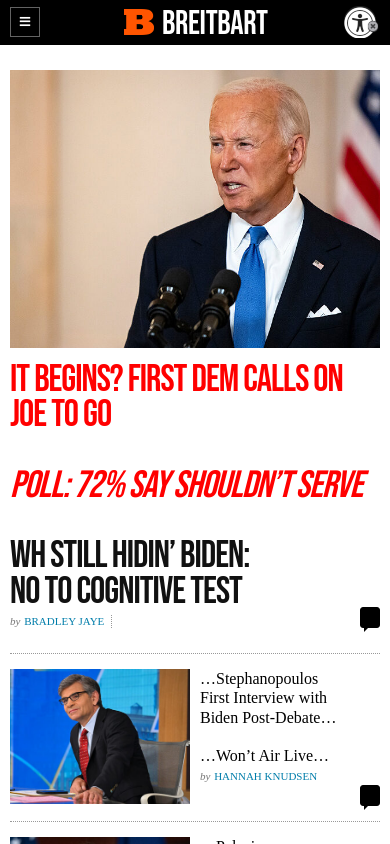 BREITBART
IT BEGINS? FIRST DEM CALLS ON
JOE TO GO
POLL: 72% SAY SHOULDN'T SERVE
WH STILL HIDIN' BIDEN:
NO TO COGNITIVE TEST
by BRADLEY JAYE
…Stephanopoulos
First Interview with
Biden Post-Debate…
…Won't Air Live…
by HANNAH KNUDSEN